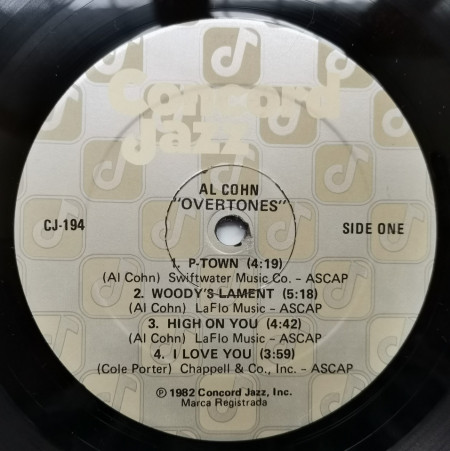 Concord
Jazz
AL COHN
"OVERTONES"
CJ-194
SIDE ONE
1. P-TOWN (4:19)
(Al Cohn) Swiftwater Music Co. – ASCAP
2. WOODY'S LAMENT (5:18)
(Al Cohn) LaFlo Music – ASCAP
3. HIGH ON YOU (4:42)
(Al Cohn) LaFlo Music – ASCAP
4. I LOVE YOU (3:59)
(Cole Porter) Chappell & Co., Inc. – ASCAP
℗ 1982 Concord Jazz, Inc.
Marca Registrada